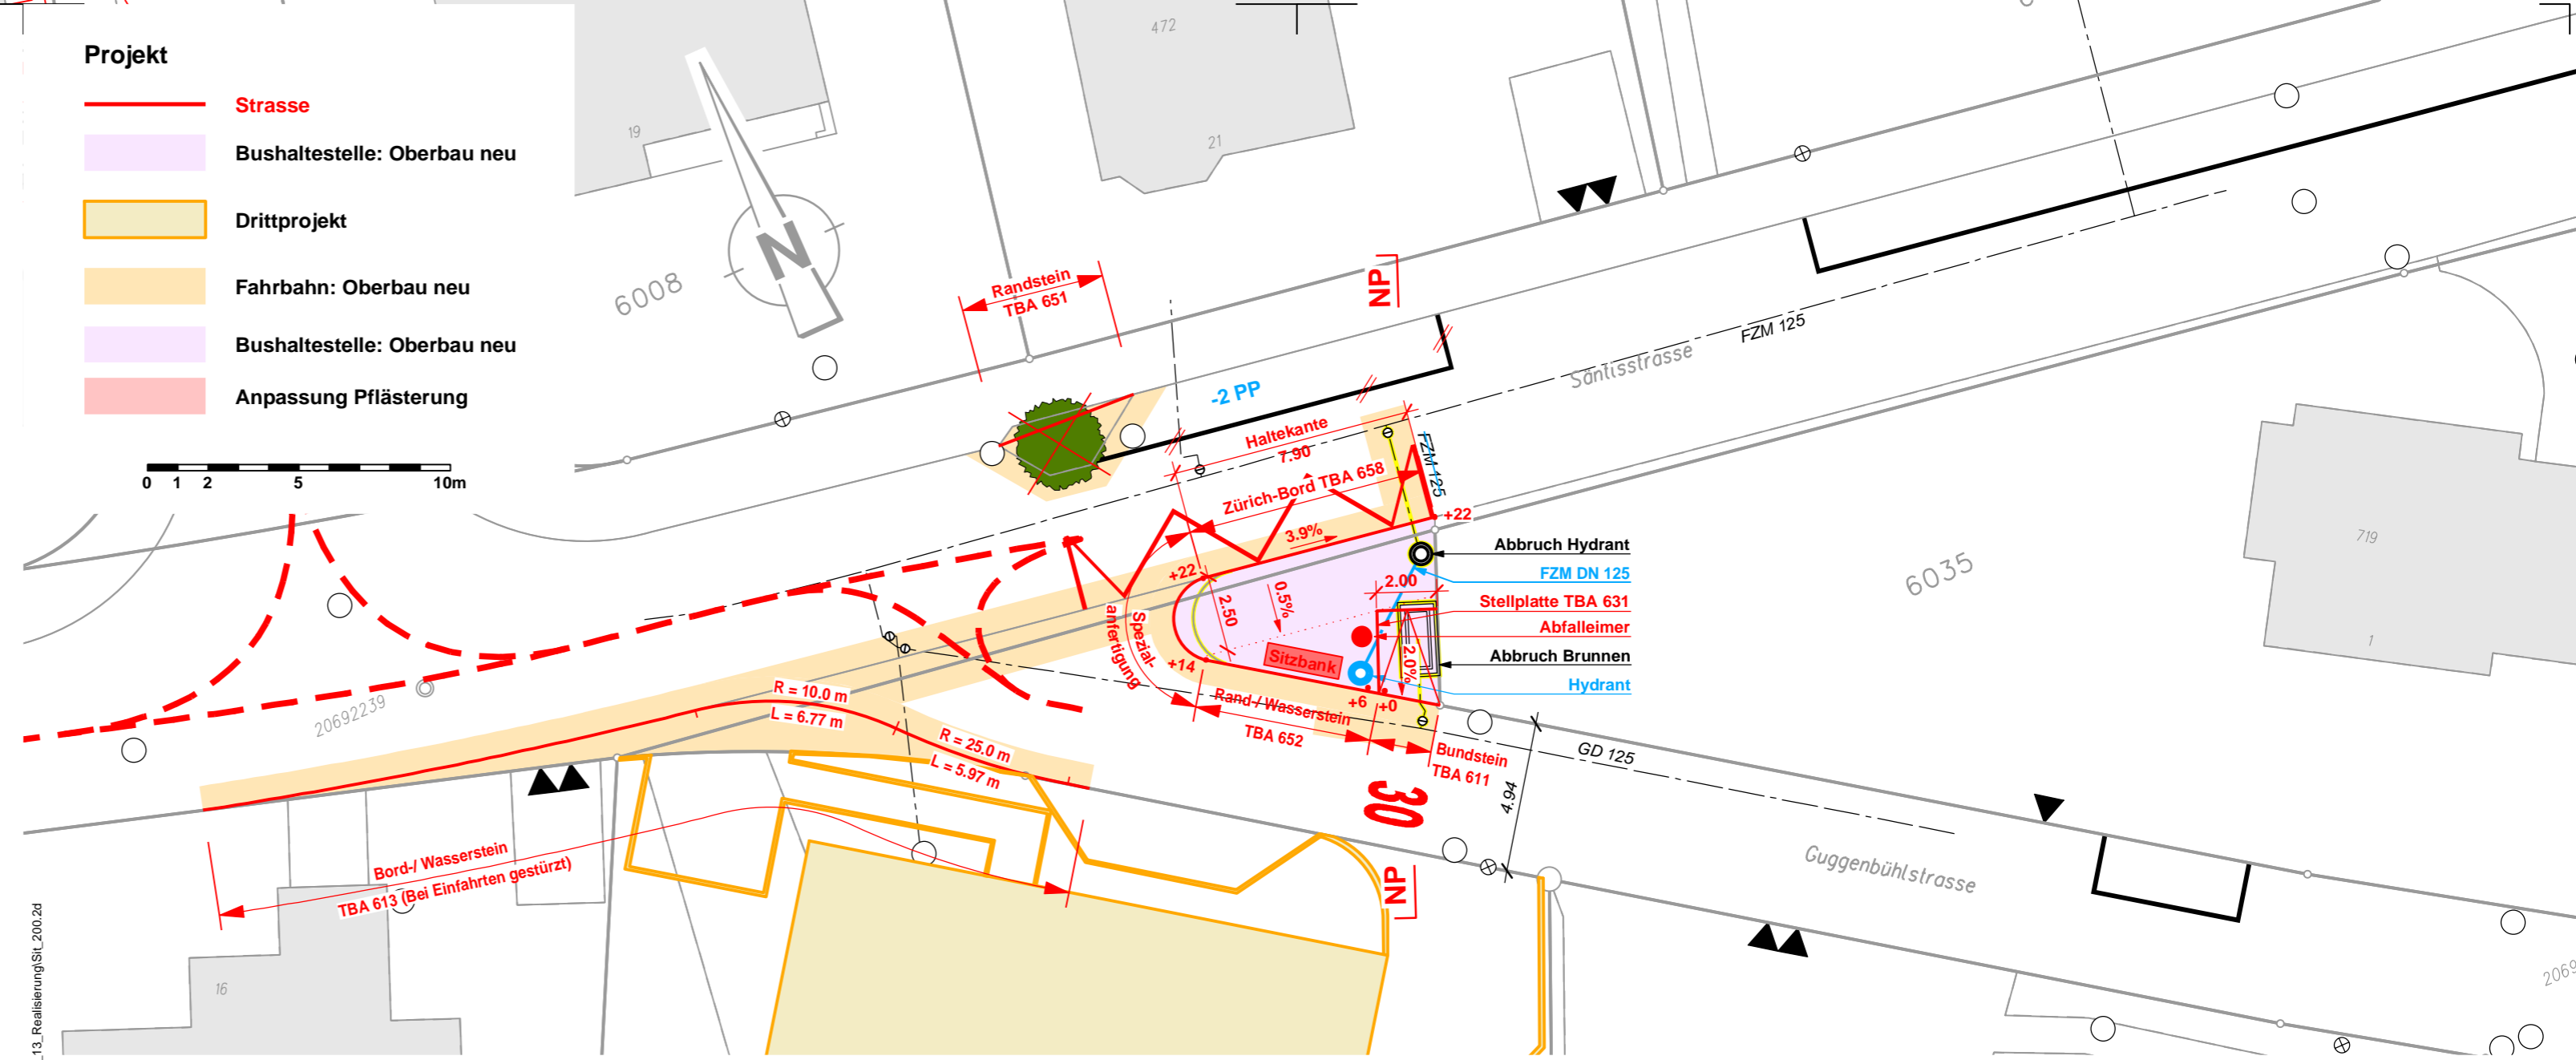 Projekt
Strasse
Bushaltestelle: Oberbau neu
Drittprojekt
Fahrbahn: Oberbau neu
Bushaltestelle: Oberbau neu
Anpassung Pflästerung
0 1 2 5 10m
472
19
21
N
6008
Randstein
TBA 651
NP
-2 PP
FZM 125
Säntisstrasse
Haltekante
7.90
FZM 125
Zürich-Bord TBA 658
+22
3.9%
Abbruch Hydrant
FZM DN 125
+22
2.00
0.5%
2.50
Stellplatte TBA 631
Abfalleimer
Spezial-
anfertigung
Sitzbank
2.0%
Abbruch Brunnen
+14
Hydrant
+6
+0
719
6035
1
20692239
R = 10.0 m
L = 6.77 m
R = 25.0 m
L = 5.97 m
Rand-/ Wasserstein
TBA 652
Bundstein
TBA 611
GD 125
4.94
30
Guggenbühlstrasse
Bord-/ Wasserstein
TBA 613 (Bei Einfahrten gestürzt)
NP
16
_13_Realisierung\Sit_200.2d
2069